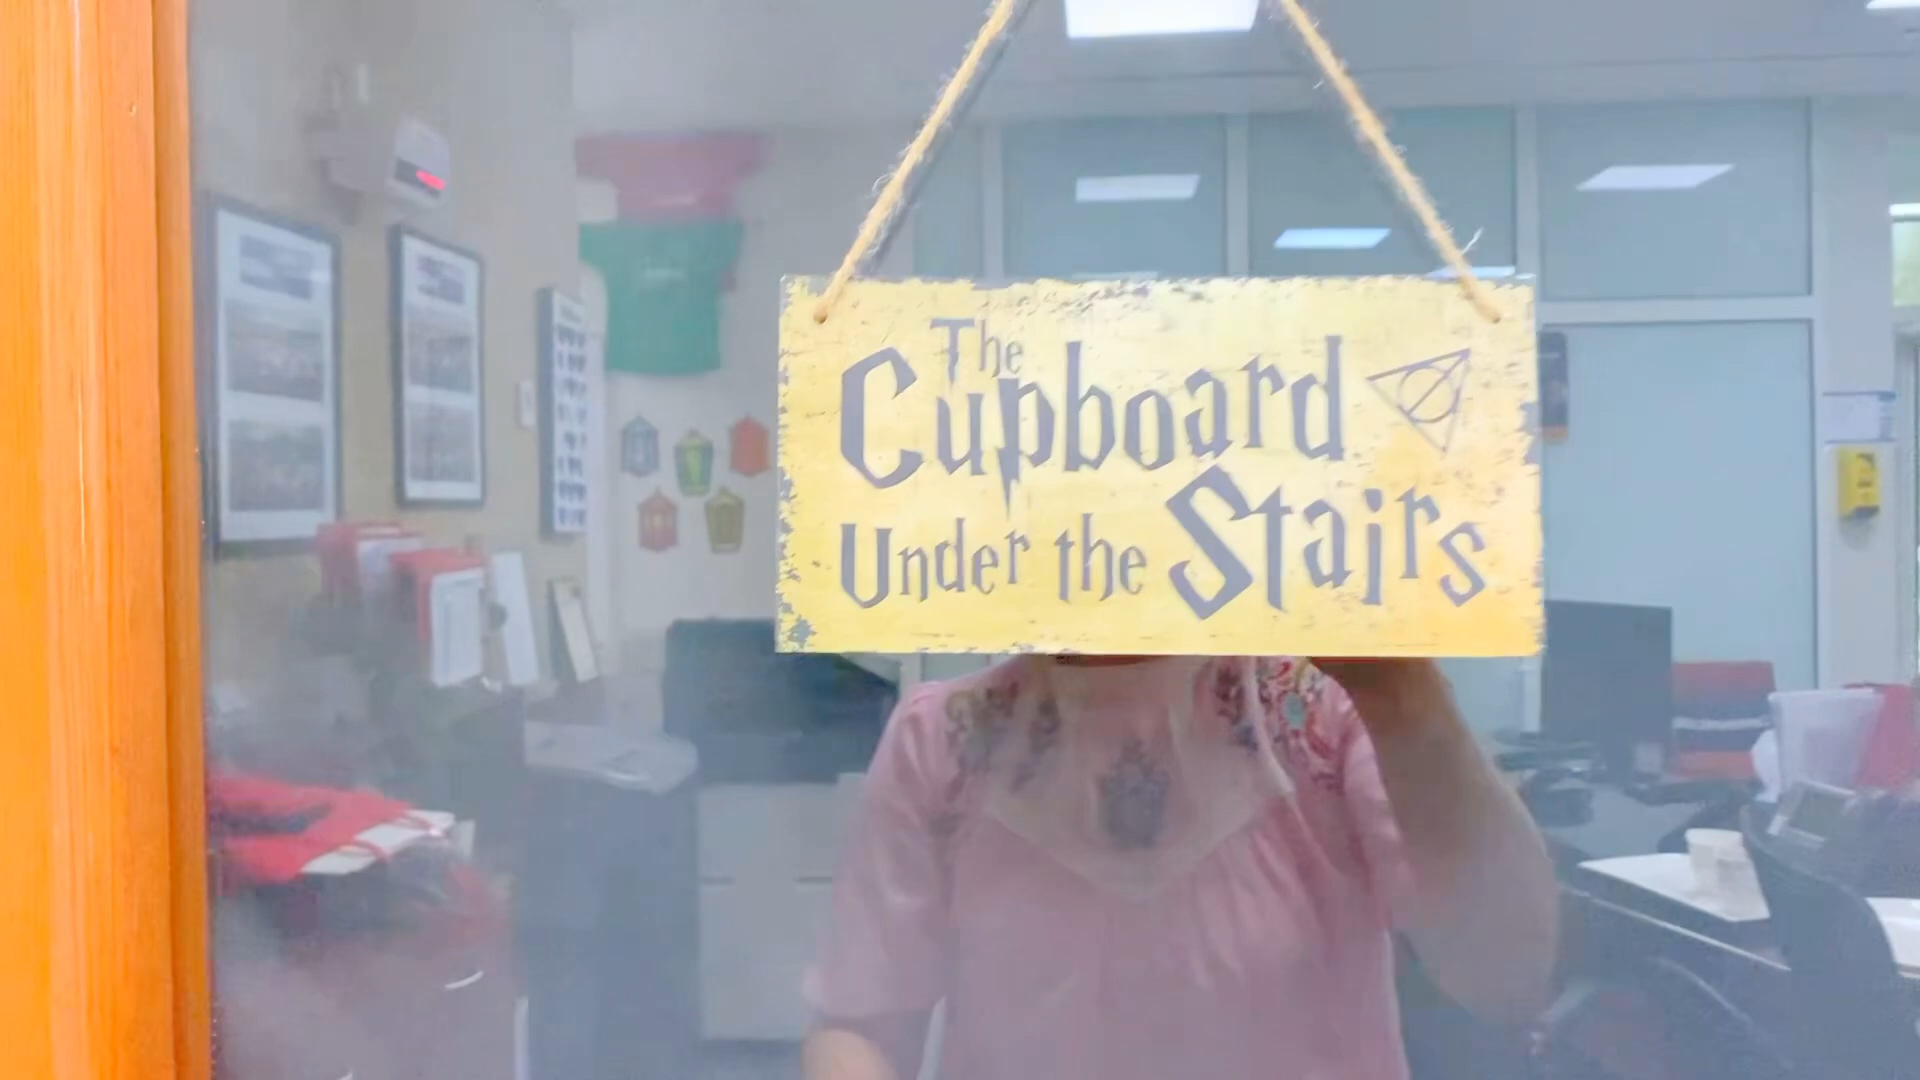 The
Cupboard
Under the Stairs